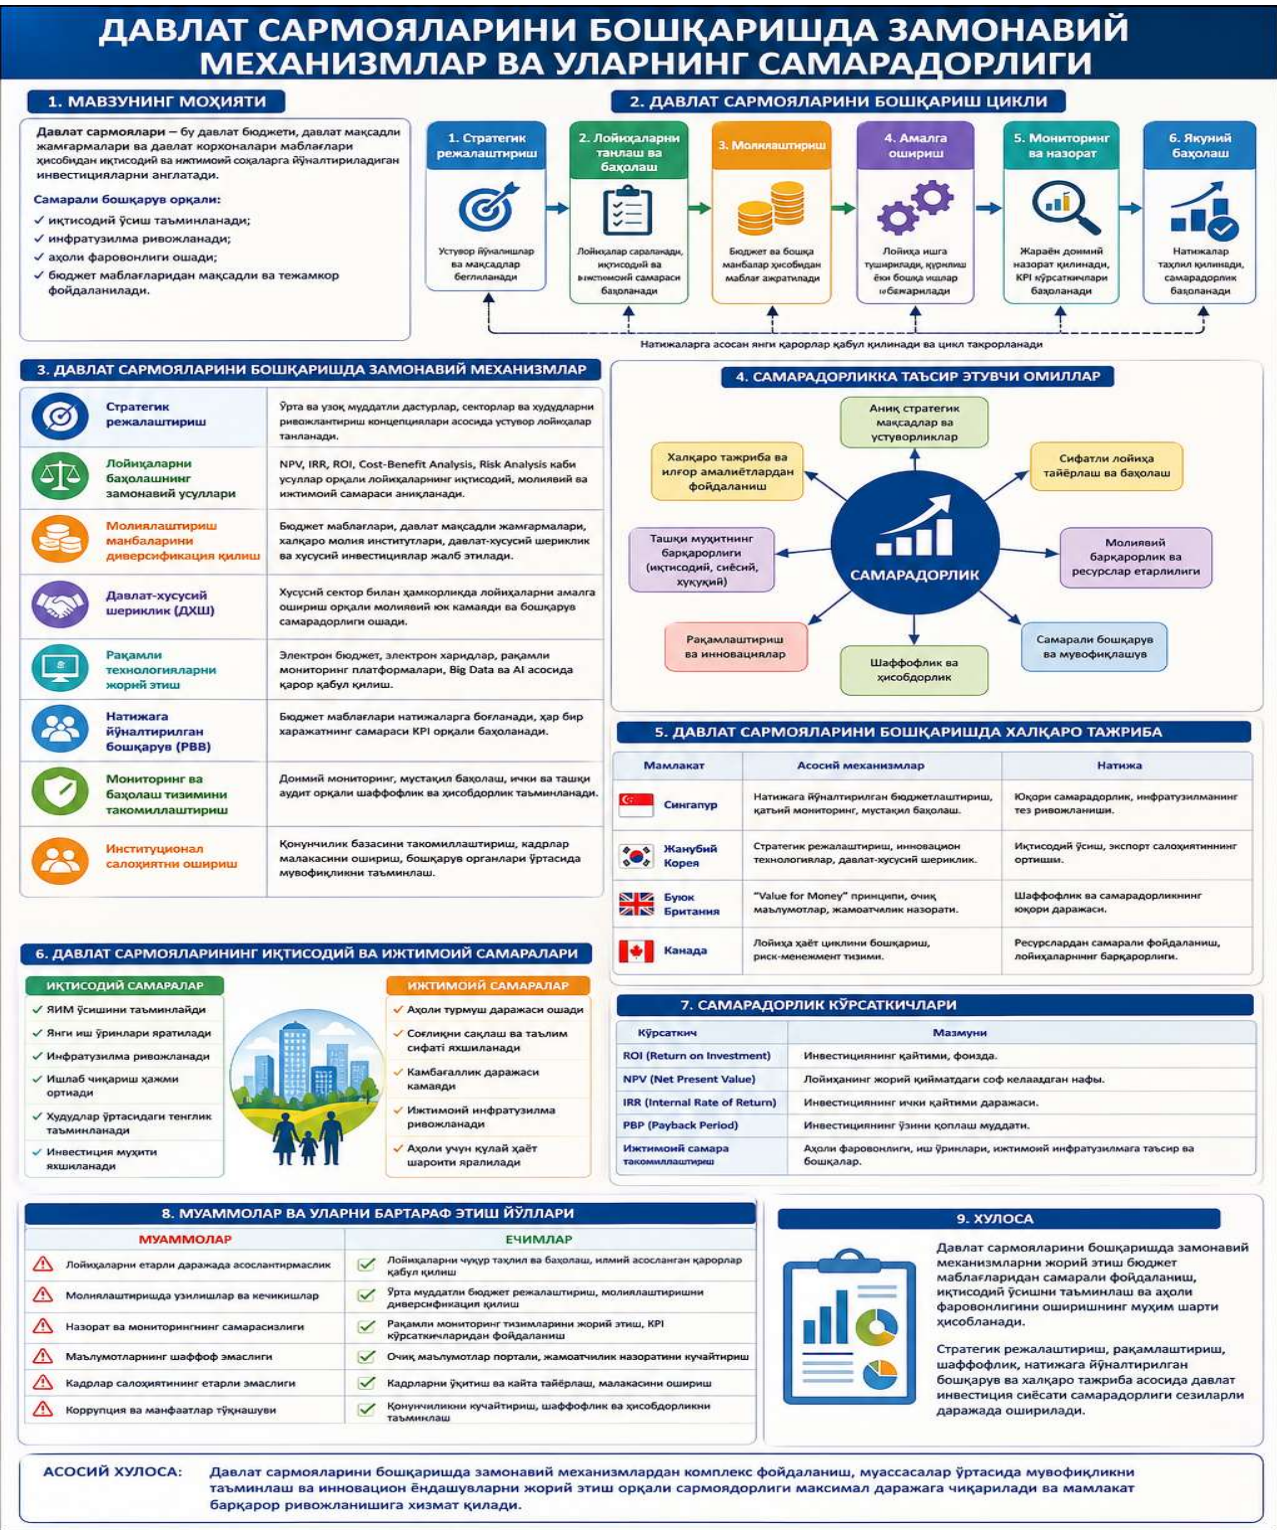 ДАВЛАТ САРМОЯЛАРИНИ БОШҚАРИШДА ЗАМОНАВИЙ
МЕХАНИЗМЛАР ВА УЛАРНИНГ САМАРАДОРЛИГИ
1. МАВЗУНИНГ МОҲИЯТИ
Давлат сармоялари – бу давлат бюджети, давлат мақсадли
жамғармалари ва давлат корхоналари маблағлари
ҳисобидан иқтисодий ва ижтимоий соҳаларга йўналтириладиган
инвестицияларни англатади.
Самарали бошқарув орқали:
✓ иқтисодий ўсиш таъминланади;
✓ инфратузилма ривожланади;
✓ аҳоли фаровонлиги ошади;
✓ бюджет маблағларидан мақсадли ва тежамкор
фойдаланилади.
2. ДАВЛАТ САРМОЯЛАРИНИ БОШҚАРИШ ЦИКЛИ
1. Стратегик
режалаштириш
Устувор йўналишлар
ва мақсадлар
белгиланади
2. Лойиҳаларни
танлаш ва
баҳолаш
Лойиҳалар сараланади,
иқтисодий ва
самараси
баҳоланади
3. Молиялаштириш
Бюджет ва бошқа
манбалар ҳисобидан
маблағ ажратилади
4. Амалга
ошириш
Лойиҳа ишга
туширилади, қурилиш
ёки бошқа ишлар
бажарилади
5. Мониторинг
ва назорат
Жараён доимий
назорат қилинади,
KPI кўрсаткичлари
баҳоланади
6. Якуний
баҳолаш
Натижалар
таҳлил қилинади,
самарадорлик
баҳоланади
Натижаларга асосан янги қарорлар қабул қилинади ва цикл такрорланади
3. ДАВЛАТ САРМОЯЛАРИНИ БОШҚАРИШДА ЗАМОНАВИЙ МЕХАНИЗМЛАР
Стратегик
режалаштириш
Ўрта ва узоқ муддатли дастурлар, секторлар ва ҳудудларни
ривожлантириш концепциялари асосида устувор лойиҳалар
танланади.
Лойиҳаларни
баҳолашнинг
замонавий усуллари
NPV, IRR, ROI, Cost-Benefit Analysis, Risk Analysis каби
усуллар орқали лойиҳаларнинг иқтисодий, молиявий ва
ижтимоий самараси аниқланади.
Молиялаштириш
манбаларини
диверсификация қилиш
Бюджет маблағлари, давлат мақсадли жамғармалари,
халқаро молия институтлари, давлат-хусусий шериклик
ва хусусий инвестициялар жалб этилади.
Давлат-хусусий
шериклик (ДХШ)
Хусусий сектор билан ҳамкорликда лойиҳаларни амалга
ошириш орқали молиявий юк камаяди ва бошқарув
самарадорлиги ошади.
Рақамли
технологияларни
жорий этиш
Электрон бюджет, электрон харидлар, рақамли
мониторинг платформалари, Big Data ва AI асосида
қарор қабул қилиш.
Натижага
йўналтирилган
бошқарув (PBB)
Бюджет маблағлари натижаларга боғланади, ҳар бир
харажатнинг самараси KPI орқали баҳоланади.
Мониторинг ва
баҳолаш тизимини
такомиллаштириш
Доимий мониторинг, мустақил баҳолаш, ички ва ташқи
аудит орқали шаффофлик ва ҳисобдорлик таъминланади.
Институционал
салоҳиятни ошириш
Қонунчилик базасини такомиллаштириш, кадрлар
малакасини ошириш, бошқарув органлари ўртасида
мувофиқликни таъминлаш.
4. САМАРАДОРЛИККА ТАЪСИР ЭТУВЧИ ОМИЛЛАР
Аниқ стратегик
мақсадлар ва
устуворликлар
Халқаро тажриба ва
илғор амалиётлардан
фойдаланиш
Сифатли лойиҳа
тайёрлаш ва баҳолаш
Ташқи муҳитнинг
барқарорлиги
(иқтисодий, сиёсий,
ҳуқуқий)
САМАРАДОРЛИК
Молиявий
барқарорлик ва
ресурслар етарлилиги
Рақамлаштириш
ва инновациялар
Шаффофлик ва
ҳисобдорлик
Самарали бошқарув
ва мувофиқлашув
5. ДАВЛАТ САРМОЯЛАРИНИ БОШҚАРИШДА ХАЛҚАРО ТАЖРИБА
Мамлакат Асосий механизмлар Натижа
Сингапур
Натижага йўналтирилган бюджетлаштириш,
қатъий мониторинг, мустақил баҳолаш.
Юқори самарадорлик, инфратузилманинг
тез ривожланиши.
Жанубий
Корея
Стратегик режалаштириш, инновацион
технологиялар, давлат-хусусий шериклик.
Иқтисодий ўсиш, экспорт салоҳиятининг
ортиши.
Буюк
Британия
“Value for Money” принципи, очиқ
маълумотлар, жамоатчилик назорати.
Шаффофлик ва самарадорликнинг
юқори даражаси.
Канада
Лойиҳа ҳаёт циклини бошқариш,
риск-менежмент тизими.
Ресурслардан самарали фойдаланиш,
лойиҳаларнинг барқарорлиги.
6. ДАВЛАТ САРМОЯЛАРИНИНГ ИҚТИСОДИЙ ВА ИЖТИМОИЙ САМАРАЛАРИ
ИҚТИСОДИЙ САМАРАЛАР
✓ ЯИМ ўсишини таъминлайди
✓ Янги иш ўринлари яратилади
✓ Инфратузилма ривожланади
✓ Ишлаб чиқариш ҳажми
ортиади
✓ Ҳудудлар ўртасидаги тенглик
таъминланади
✓ Инвестиция муҳити
яхшиланади
ИЖТИМОИЙ САМАРАЛАР
✓ Аҳоли турмуш даражаси ошади
✓ Соғлиқни сақлаш ва таълим
сифати яхшиланади
✓ Камбағаллик даражаси
камаяди
✓ Ижтимоий инфратузилма
ривожланади
✓ Аҳоли учун қулай ҳаёт
шароити яралилади
7. САМАРАДОРЛИК КЎРСАТКИЧЛАРИ
Кўрсаткич Мазмуни
ROI (Return on Investment) Инвестициянинг қайтими, фоизда.
NPV (Net Present Value) Лойиҳанинг жорий қийматдаги соф келаадган нафы.
IRR (Internal Rate of Return) Инвестициянинг ички қайтими даражаси.
PBP (Payback Period) Инвестициянинг ўзини қоплаш муддати.
Ижтимоий самара
такомиллаштириш
Аҳоли фаровонлиги, иш ўринлари, ижтимоий инфратузилмага таъсир ва
бошқалар.
8. МУАММОЛАР ВА УЛАРНИ БАРТАРАФ ЭТИШ ЙЎЛЛАРИ
МУАММОЛАР ЕЧИМЛАР
Лойиҳаларни етарли даражада асослантирмаслик
Лойиҳаларни чуқур таҳлил ва баҳолаш, илмий асосланган қарорлар
қабул қилиш
Молиялаштиришда узилишлар ва кечикишлар
Ўрта муддатли бюджет режалаштириш, молиялаштиришни
диверсификация қилиш
Назорат ва мониторингнинг самарасизлиги
Рақамли мониторинг тизимларини жорий этиш, KPI
кўрсаткичларидан фойдаланиш
Маълумотларнинг шаффоф эмаслиги
Очиқ маълумотлар портали, жамоатчилик назоратини кучайтириш
Кадрлар салоҳиятининг етарли эмаслиги
Кадрларни ўқитиш ва қайта тайёрлаш, малакасини ошириш
Коррупция ва манфаатлар тўқнашуви
Қонунчиликни кучайтириш, шаффофлик ва ҳисобдорликни
таъминлаш
9. ХУЛОСА
Давлат сармояларини бошқаришда замонавий
механизмларни жорий этиш бюджет
маблағларидан самарали фойдаланиш,
иқтисодий ўсишни таъминлаш ва аҳоли
фаровонлигини оширишнинг муҳим шарти
ҳисобланади.
Стратегик режалаштириш, рақамлаштириш,
шаффофлик, натижага йўналтирилган
бошқарув ва халқаро тажриба асосида давлат
инвестиция сиёсати самарадорлиги сезиларли
даражада оширилади.
АСОСИЙ ХУЛОСА: Давлат сармояларини бошқаришда замонавий механизмлардан комплекс фойдаланиш, муассасалар ўртасида мувофиқликни
таъминлаш ва инновацион ёндашувларни жорий этиш орқали сармоядорлиги максимал даражага чиқарилади ва мамлакат
барқарор ривожланишига хизмат қилади.